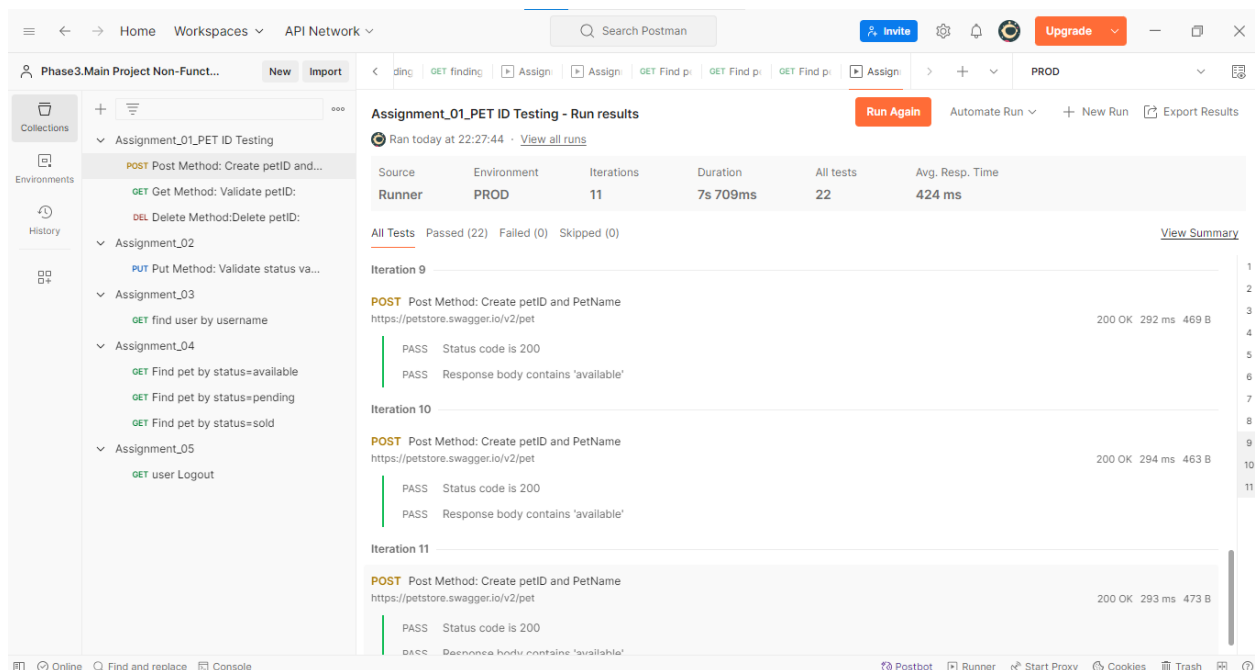 Home Workspaces API Network Search Postman Invite Upgrade
Phase3.Main Project Non-Funct... New Import
ding GET finding Assign GET Find p GET Find p GET Find p Assign PROD
Collections
Environments
History
Assignment_01_PET ID Testing
POST Post Method: Create petID and...
GET Get Method: Validate petID:
DEL Delete Method:Delete petID:
Assignment_02
PUT Put Method: Validate status va...
Assignment_03
GET find user by username
Assignment_04
GET Find pet by status=available
GET Find pet by status=pending
GET Find pet by status=sold
Assignment_05
GET user Logout
Assignment_01_PET ID Testing - Run results
Run Again Automate Run + New Run Export Results
Ran today at 22:27:44 · View all runs
Source Environment Iterations Duration All tests Avg. Resp. Time
Runner PROD 11 7s 709ms 22 424 ms
All Tests Passed (22) Failed (0) Skipped (0) View Summary
Iteration 9
POST Post Method: Create petID and PetName
https://petstore.swagger.io/v2/pet 200 OK 292 ms 469 B
PASS Status code is 200
PASS Response body contains 'available'
Iteration 10
POST Post Method: Create petID and PetName
https://petstore.swagger.io/v2/pet 200 OK 294 ms 463 B
PASS Status code is 200
PASS Response body contains 'available'
Iteration 11
POST Post Method: Create petID and PetName
https://petstore.swagger.io/v2/pet 200 OK 293 ms 473 B
PASS Status code is 200
PASS Response body contains 'available'
1
2
3
4
5
6
7
8
9
10
11
Online Find and replace Console Postbot Runner Start Proxy Cookies Trash